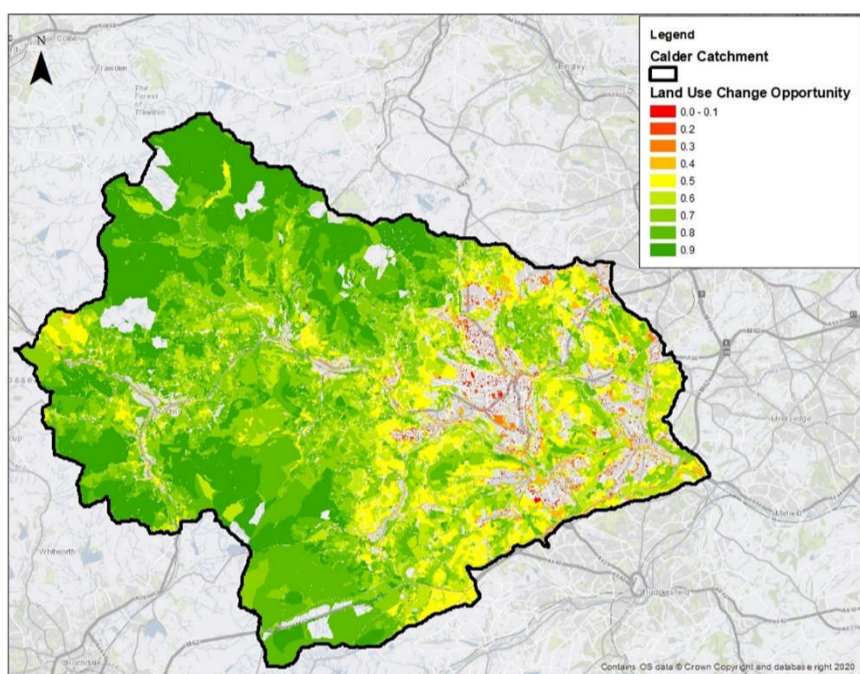 Legend
Calder Catchment
Land Use Change Opportunity
0.0 - 0.1
0.2
0.3
0.4
0.5
0.6
0.7
0.8
0.9
N
Trawden
The
Forest
of
Trawden
Bingley
Whitworth
Huddersfield
Contains OS data © Crown Copyright and database right 2020